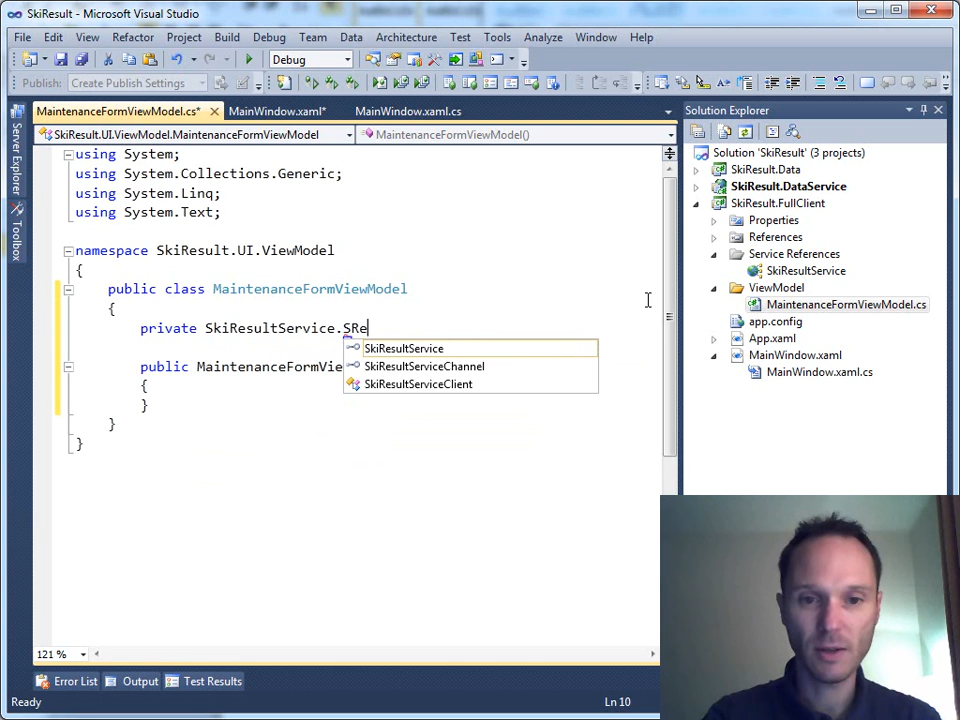 SkiResult - Microsoft Visual Studio
File Edit View Refactor Project Build Debug Team Data Architecture Test Tools Analyze Window Help
Debug
Publish: Create Publish Settings
MaintenanceFormViewModel.cs* MainWindow.xaml* MainWindow.xaml.cs
SkiResult.UI.ViewModel.MaintenanceFormViewModel MaintenanceFormViewModel()
Server Explorer
Toolbox
using System;
using System.Collections.Generic;
using System.Linq;
using System.Text;
namespace SkiResult.UI.ViewModel
{
public class MaintenanceFormViewModel
{
private SkiResultService.SRe
SkiResultService
SkiResultServiceChannel
SkiResultServiceClient
public MaintenanceFormVie
{
}
}
}
121 %
Error List Output Test Results
Ready Ln 10
Solution Explorer
Solution 'SkiResult' (3 projects)
SkiResult.Data
SkiResult.DataService
SkiResult.FullClient
Properties
References
Service References
SkiResultService
ViewModel
MaintenanceFormViewModel.cs
app.config
App.xaml
MainWindow.xaml
MainWindow.xaml.cs